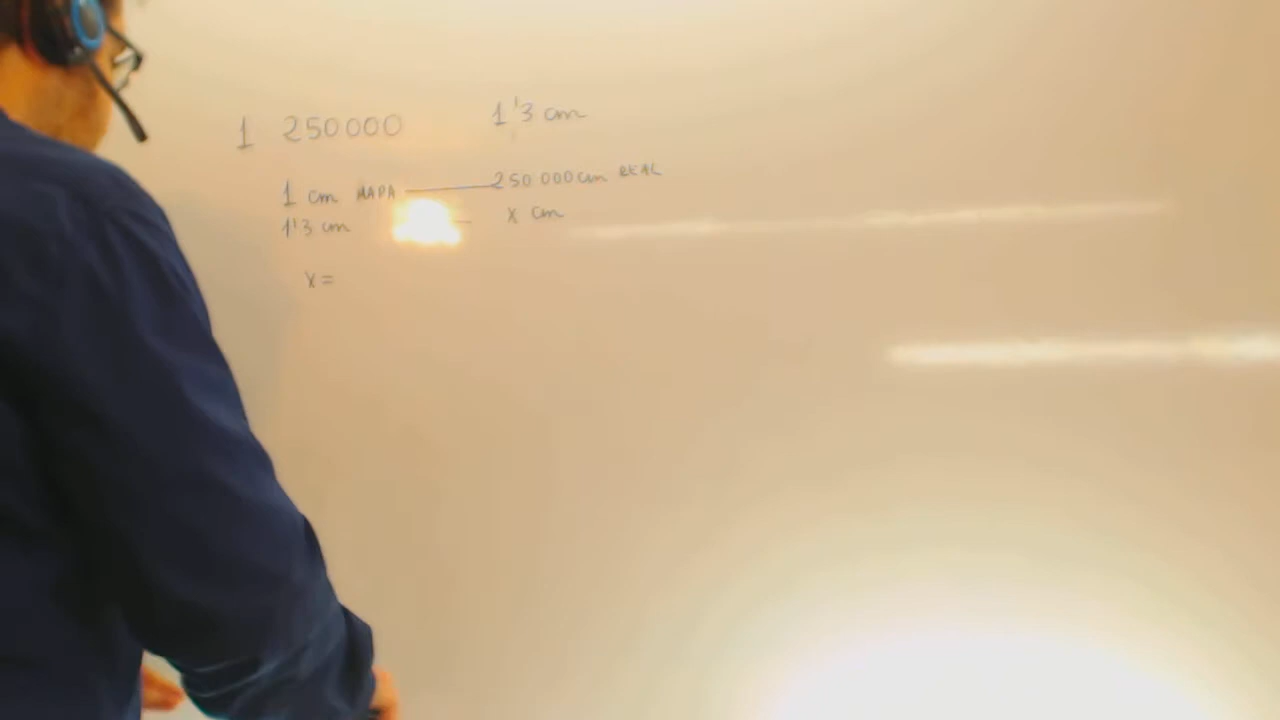 1 250000 1'3 cm
1 cm MAPA 250 000 cm REAL
1'3 cm x cm
x =